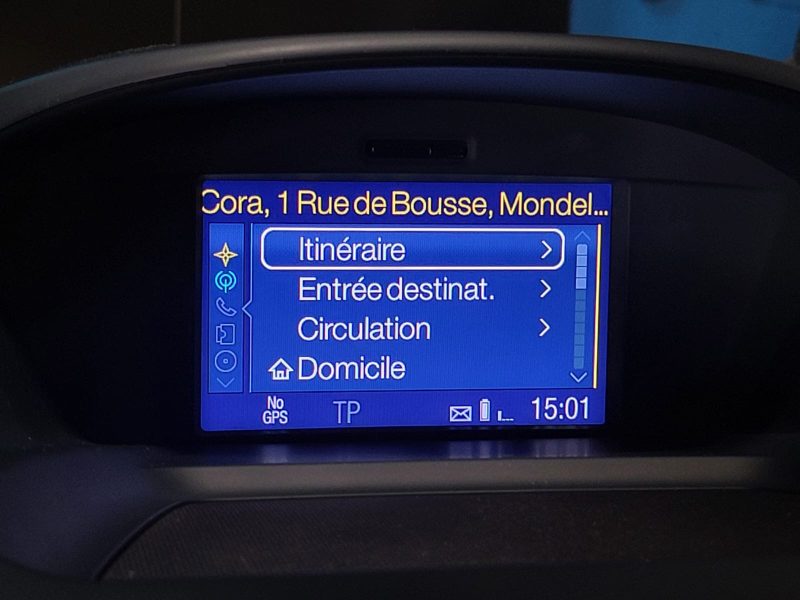 Cora, 1 Rue de Bousse, Mondel...
Itinéraire
Entrée destinat.
Circulation
Domicile
No
GPS
TP
15:01